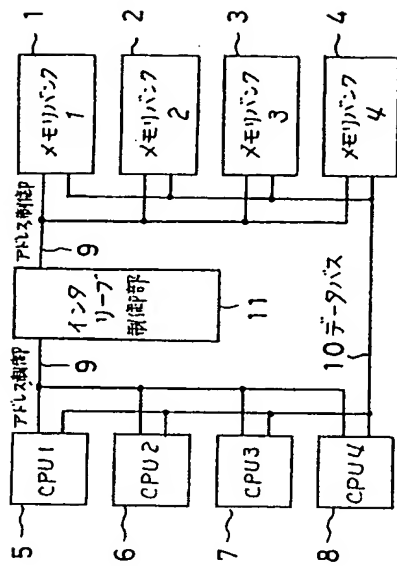 1
メモリバンク
1
2
メモリバンク
2
3
メモリバンク
3
4
メモリバンク
4
アドレス制御
9
インタ
リーブ
制御部
11
アドレス制御
9
10 データバス
CPU1
5
CPU2
6
CPU3
7
CPU4
8